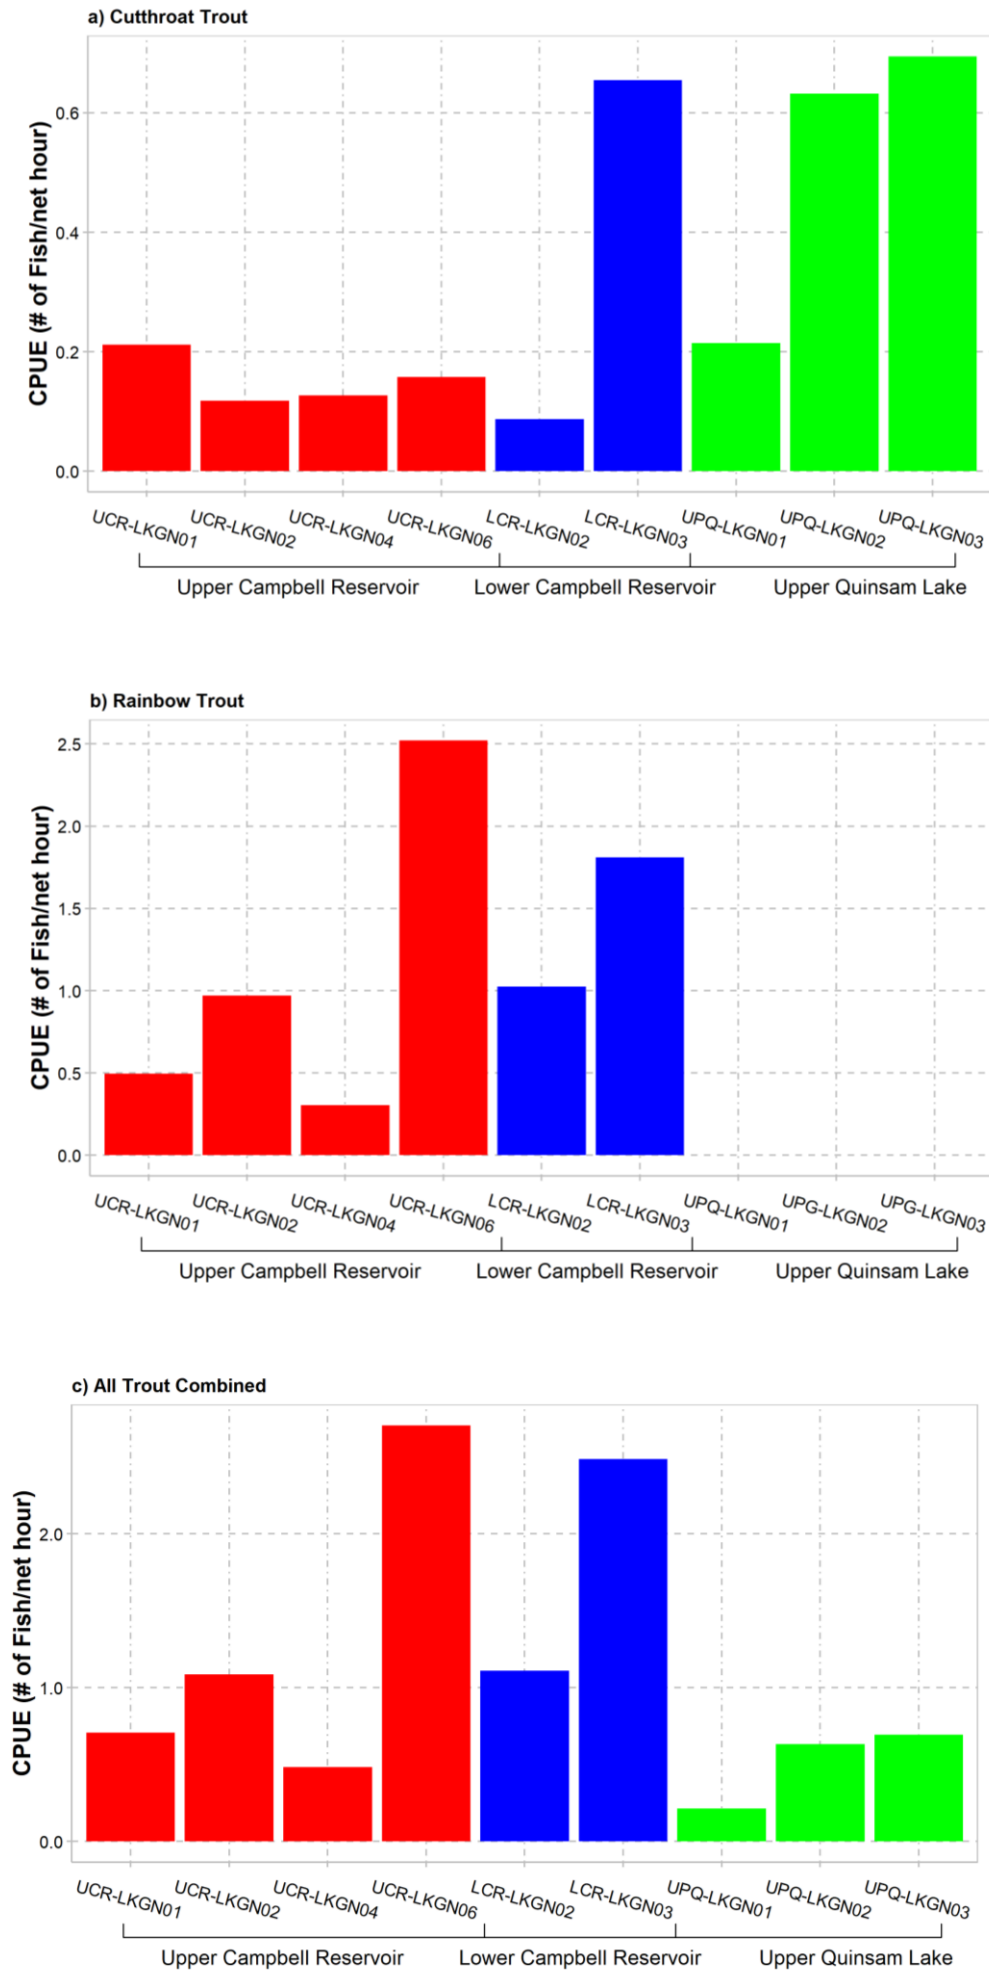 a) Cutthroat Trout
CPUE (# of Fish/net hour)
0.6
0.4
0.2
0.0
UCR-LKGN01 UCR-LKGN02 UCR-LKGN04 UCR-LKGN06 LCR-LKGN02 LCR-LKGN03 UPQ-LKGN01 UPQ-LKGN02 UPQ-LKGN03
Upper Campbell Reservoir Lower Campbell Reservoir Upper Quinsam Lake
b) Rainbow Trout
CPUE (# of Fish/net hour)
2.5
2.0
1.5
1.0
0.5
0.0
UCR-LKGN01 UCR-LKGN02 UCR-LKGN04 UCR-LKGN06 LCR-LKGN02 LCR-LKGN03 UPQ-LKGN01 UPG-LKGN02 UPG-LKGN03
Upper Campbell Reservoir Lower Campbell Reservoir Upper Quinsam Lake
c) All Trout Combined
CPUE (# of Fish/net hour)
2.0
1.0
0.0
UCR-LKGN01 UCR-LKGN02 UCR-LKGN04 UCR-LKGN06 LCR-LKGN02 LCR-LKGN03 UPQ-LKGN01 UPQ-LKGN02 UPQ-LKGN03
Upper Campbell Reservoir Lower Campbell Reservoir Upper Quinsam Lake